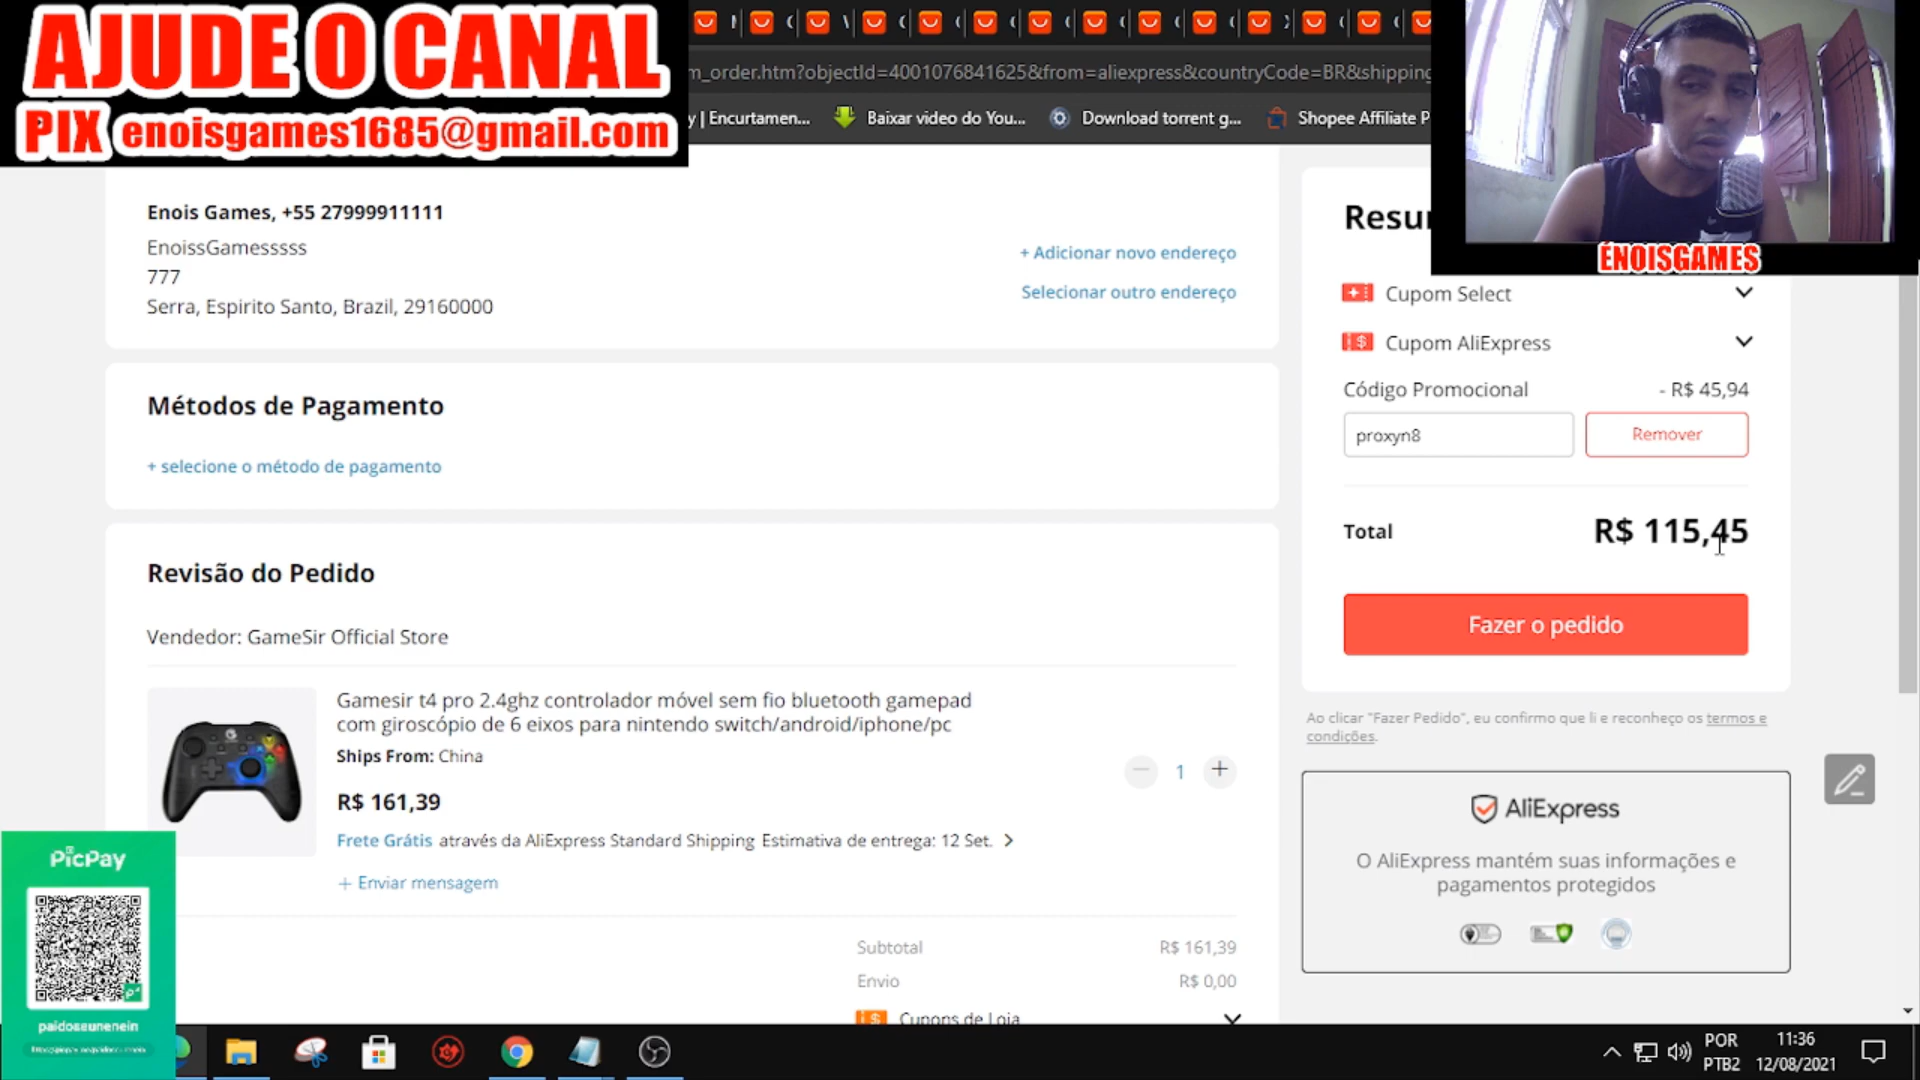 AJUDE O CANAL
PIX enoisgames1685@gmail.com
m_order.htm?objectId=4001076841625&from=aliexpress&countryCode=BR&shipping
y | Encurtamen...
Baixar video do You...
Download torrent g...
Shopee Affiliate P
ÉNOISGAMES
Enois Games, +55 27999911111
EnoissGamesssss
777
Serra, Espirito Santo, Brazil, 29160000
+ Adicionar novo endereço
Selecionar outro endereço
Métodos de Pagamento
+ selecione o método de pagamento
Revisão do Pedido
Vendedor: GameSir Official Store
Gamesir t4 pro 2.4ghz controlador móvel sem fio bluetooth gamepad
com giroscópio de 6 eixos para nintendo switch/android/iphone/pc
Ships From: China
R$ 161,39
− 1 +
Frete Grátis através da AliExpress Standard Shipping Estimativa de entrega: 12 Set.
+ Enviar mensagem
Subtotal R$ 161,39
Envio R$ 0,00
Cupons de Loja
Resu
Cupom Select
Cupom AliExpress
Código Promocional - R$ 45,94
proxyn8 Remover
Total R$ 115,45
Fazer o pedido
Ao clicar "Fazer Pedido", eu confirmo que li e reconheço os termos e
condições.
AliExpress
O AliExpress mantém suas informações e
pagamentos protegidos
PicPay
paidoseunenein
POR
PTB2
11:36
12/08/2021